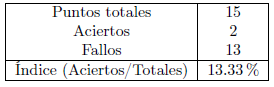 Puntos totales 15
Aciertos 2
Fallos 13
Índice (Aciertos/Totales) 13.33 %